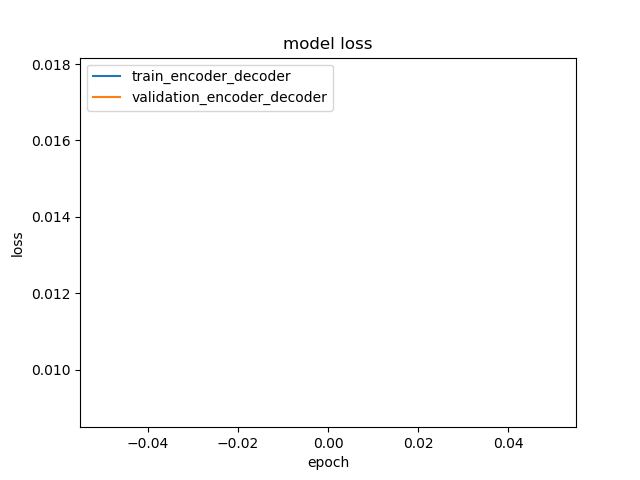 model loss
train_encoder_decoder
validation_encoder_decoder
loss
0.018
0.016
0.014
0.012
0.010
−0.04 −0.02 0.00 0.02 0.04
epoch